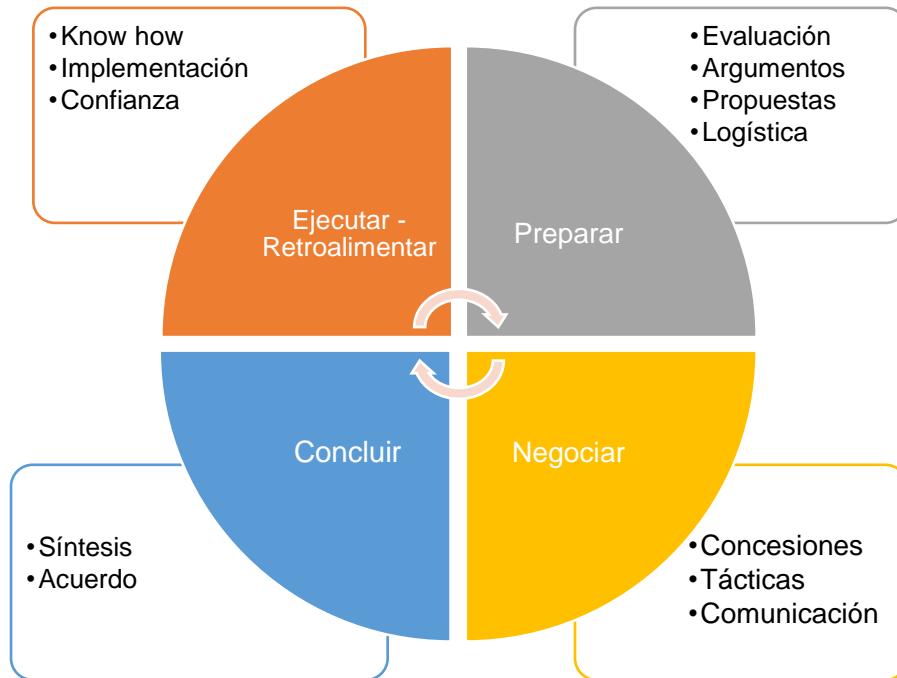 • Know how
• Implementación
• Confianza
• Evaluación
• Argumentos
• Propuestas
• Logística
Ejecutar -
Retroalimentar
Preparar
Concluir
Negociar
• Síntesis
• Acuerdo
• Concesiones
• Tácticas
• Comunicación